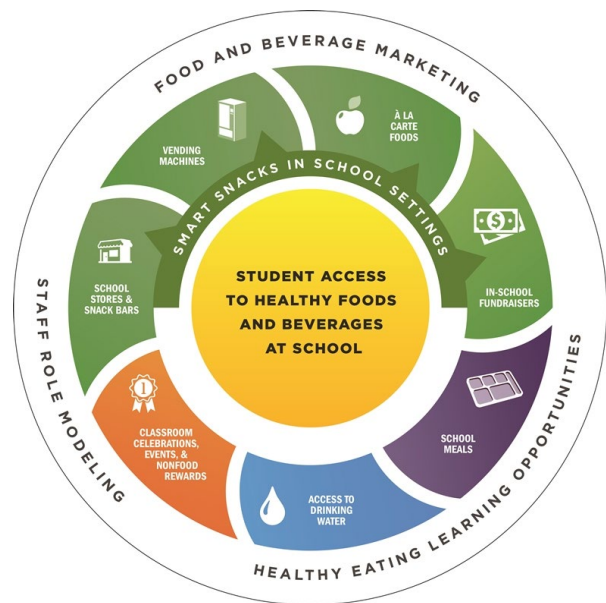 FOOD AND BEVERAGE MARKETING
À LA
CARTE
FOODS
VENDING
MACHINES
SMART SNACKS IN SCHOOL SETTINGS
$
IN-SCHOOL
FUNDRAISERS
SCHOOL
STORES &
SNACK BARS
STUDENT ACCESS
TO HEALTHY FOODS
AND BEVERAGES
AT SCHOOL
1
CLASSROOM
CELEBRATIONS,
EVENTS, &
NONFOOD
REWARDS
SCHOOL
MEALS
ACCESS TO
DRINKING
WATER
STAFF ROLE MODELING
HEALTHY EATING LEARNING OPPORTUNITIES